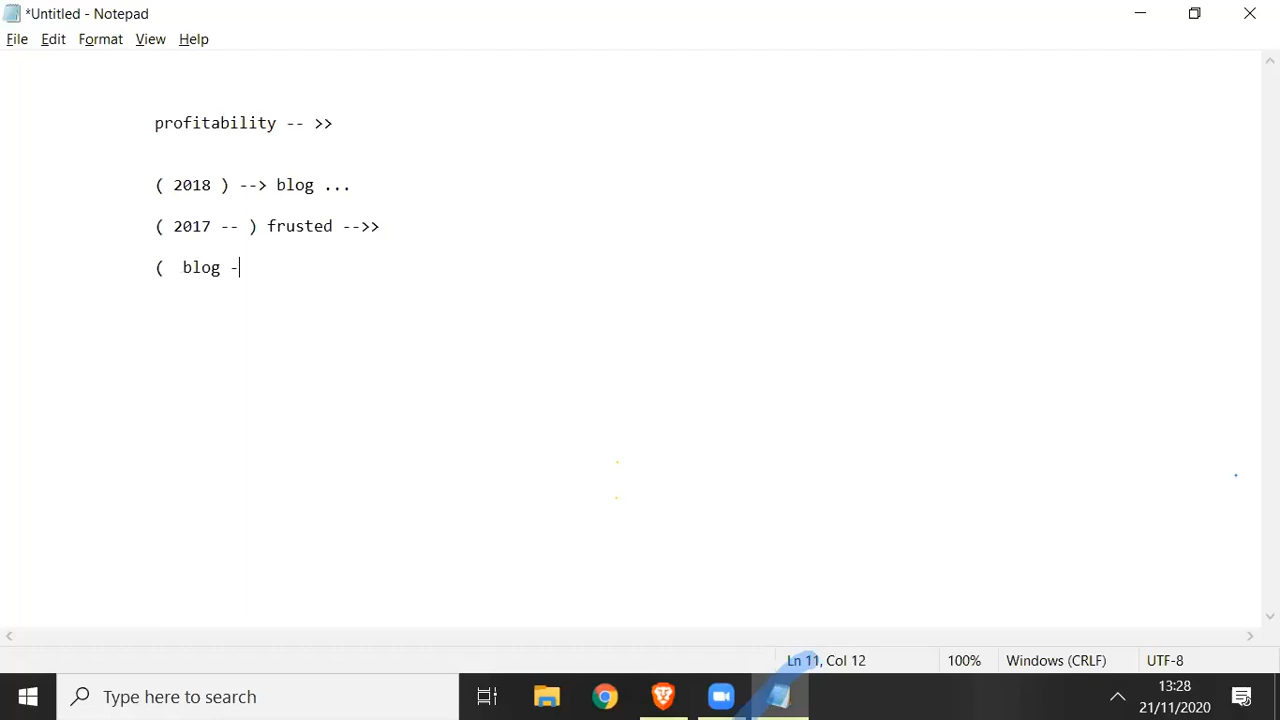 *Untitled - Notepad
File Edit Format View Help
profitability -- >>
( 2018 ) --> blog ...
( 2017 -- ) frusted -->>
(  blog -
Ln 11, Col 12 100% Windows (CRLF) UTF-8
Type here to search
13:28
21/11/2020